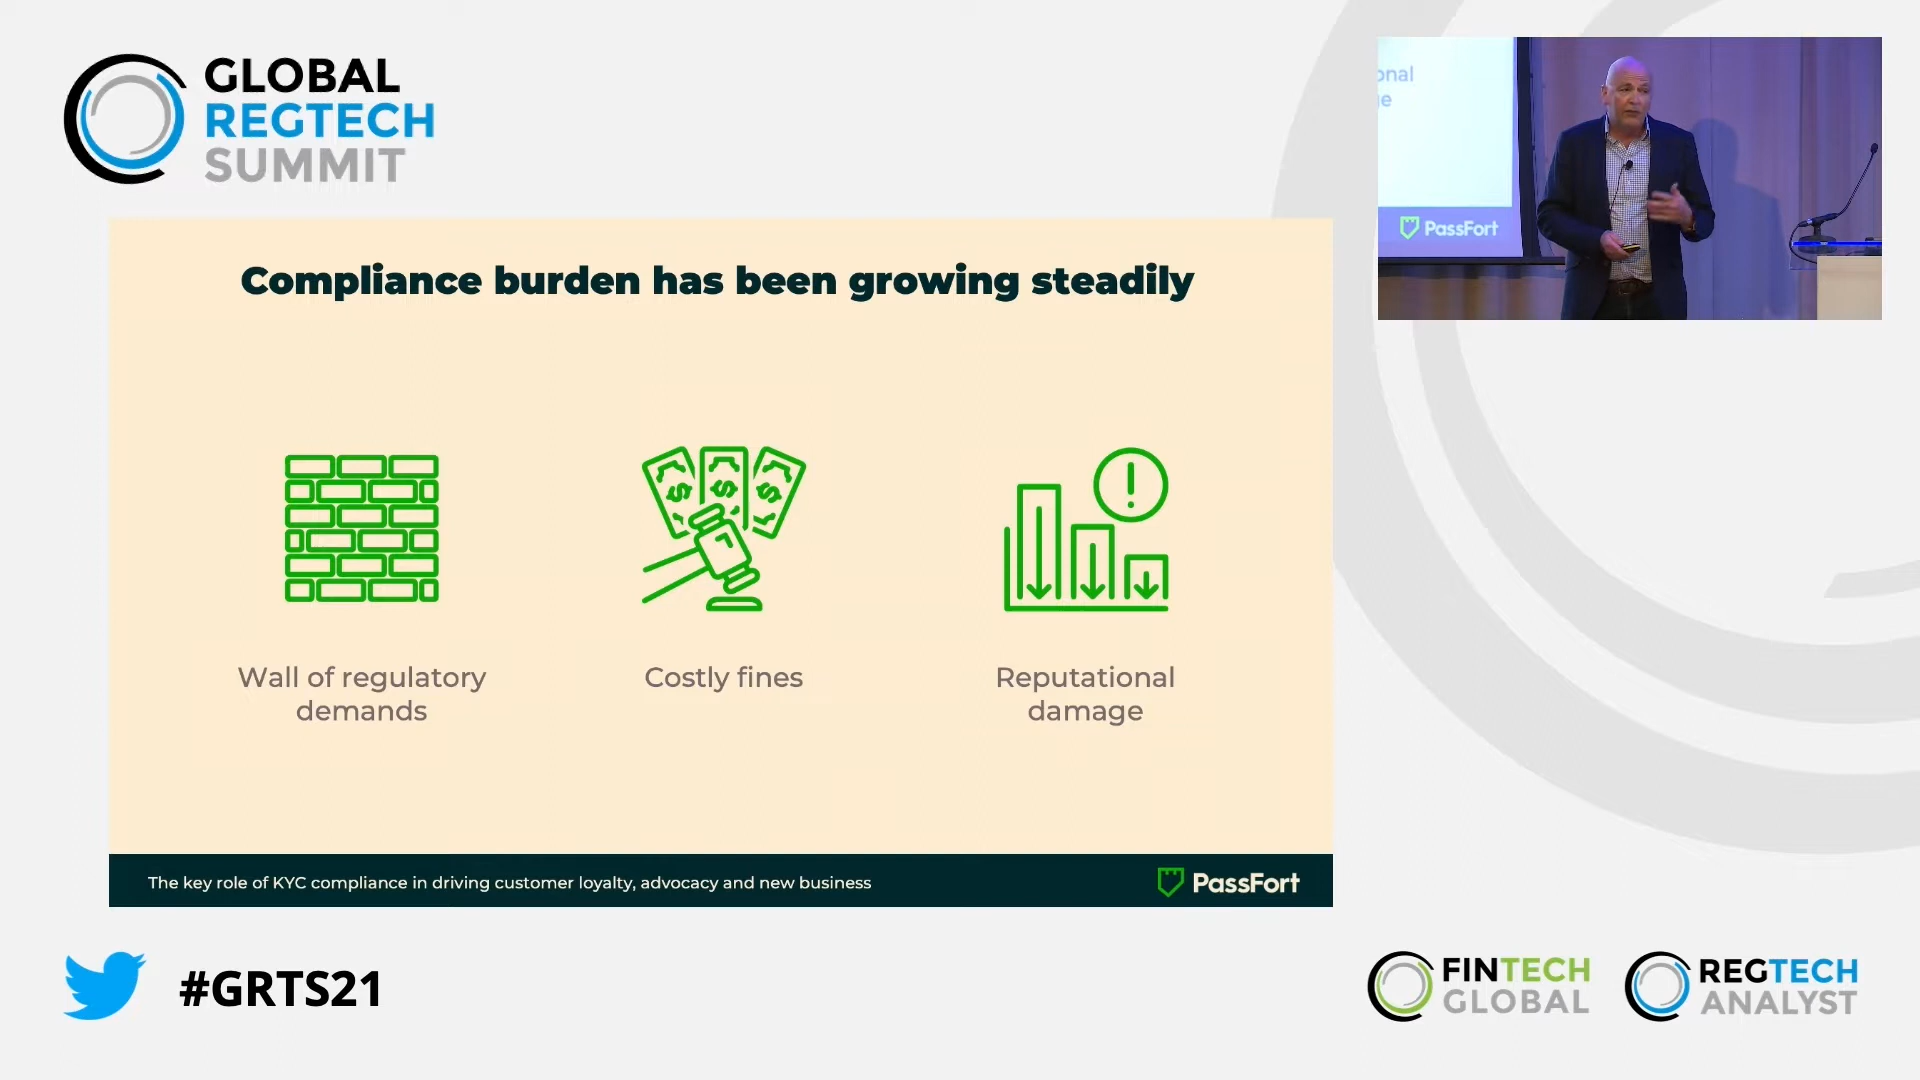 GLOBAL
REGTECH
SUMMIT
onal
e
PassFort
Compliance burden has been growing steadily
Wall of regulatory
demands
Costly fines
Reputational
damage
The key role of KYC compliance in driving customer loyalty, advocacy and new business
PassFort
#GRTS21
FINTECH
GLOBAL
REGTECH
ANALYST